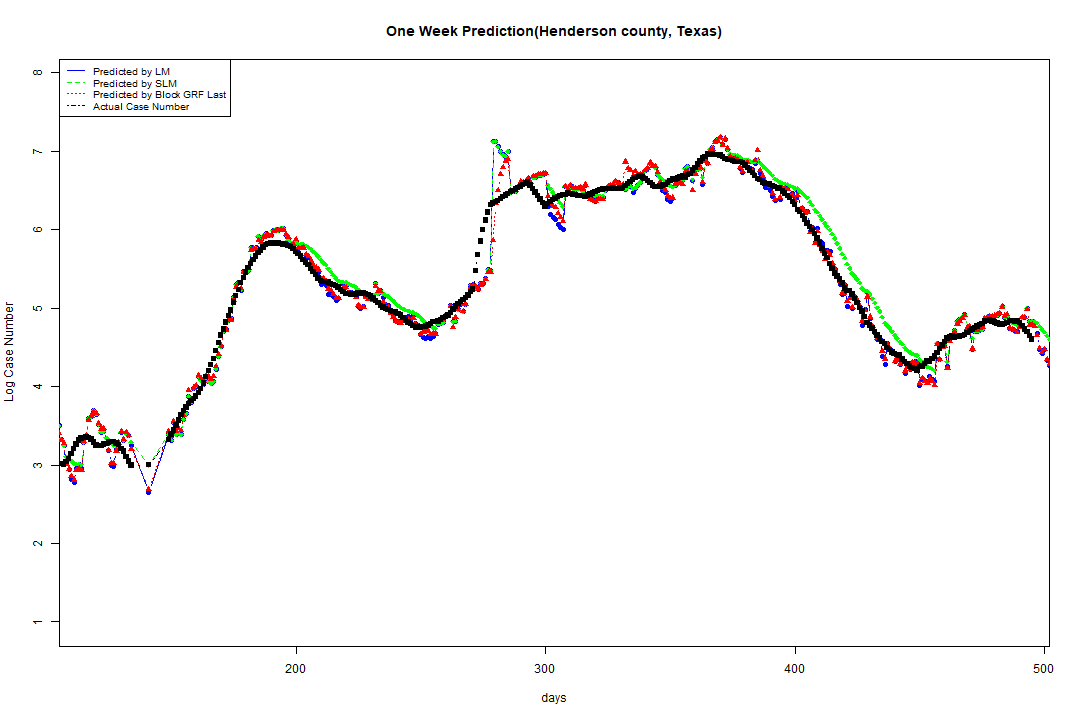 One Week Prediction(Henderson county, Texas)
Predicted by LM
Predicted by SLM
Predicted by Block GRF Last
Actual Case Number
8
7
6
5
4
3
2
1
Log Case Number
200 300 400 500
days